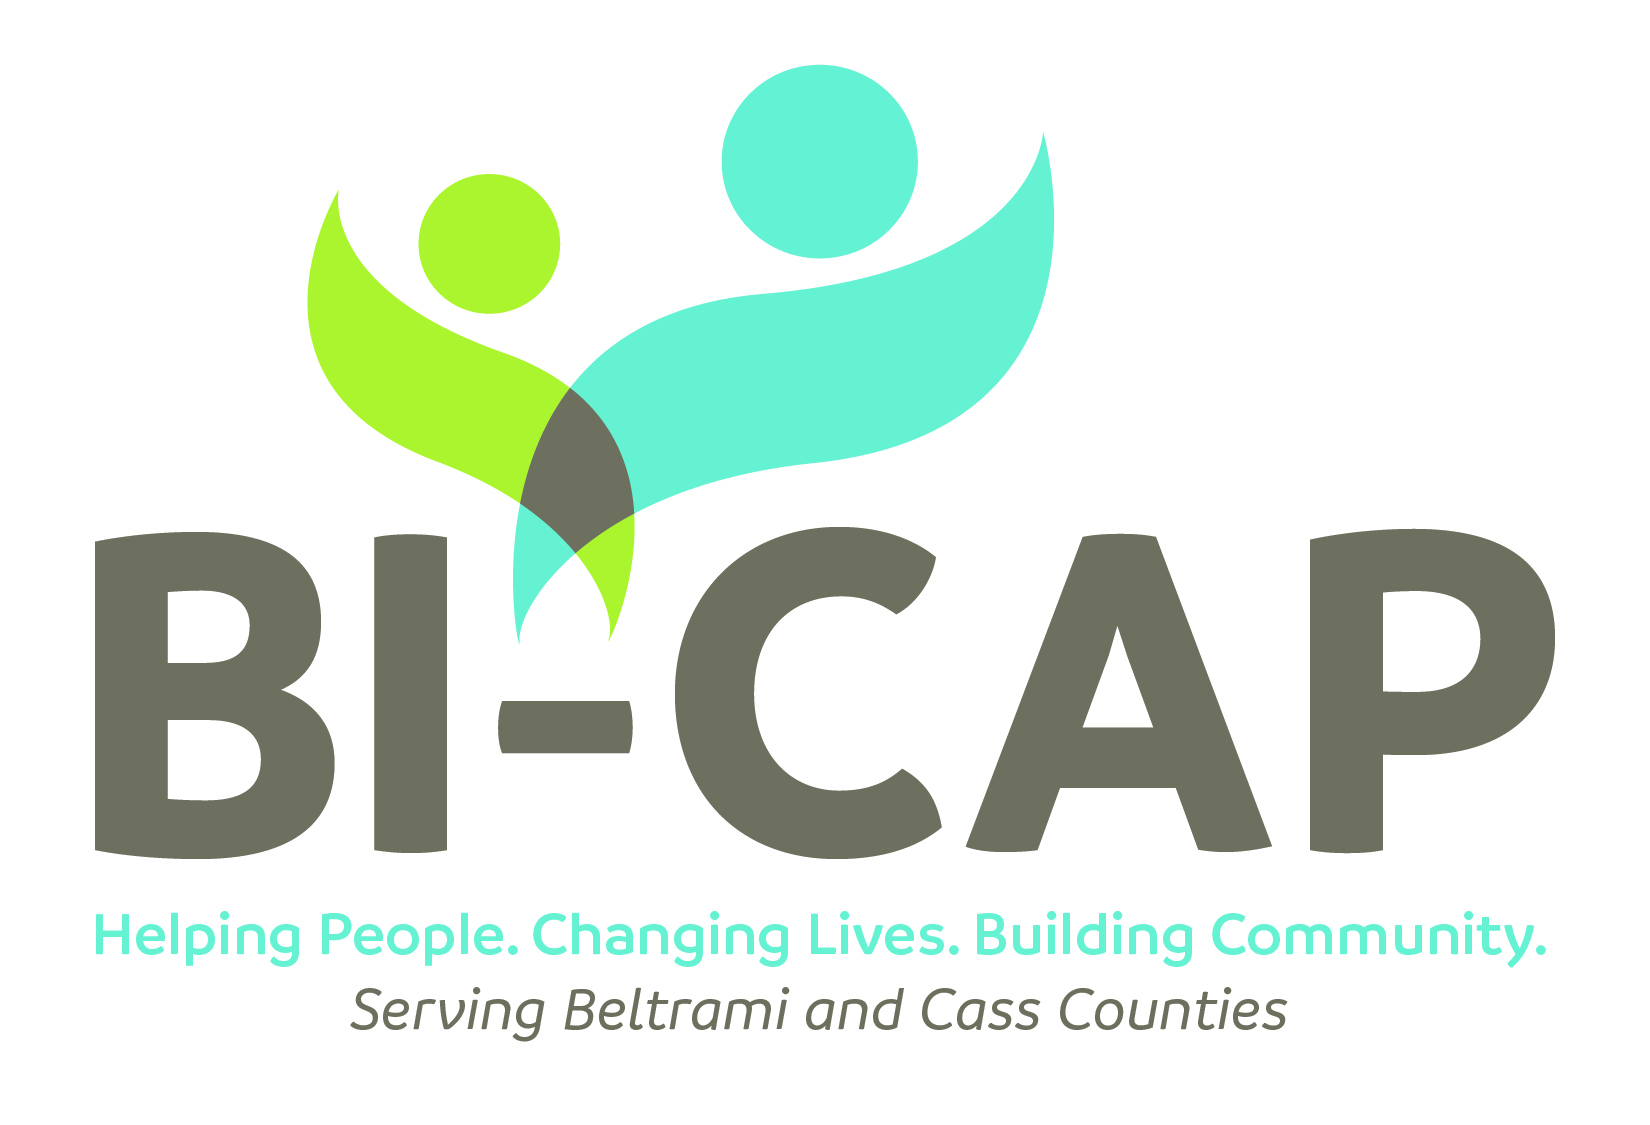 BI-CAP
Helping People. Changing Lives. Building Community.
Serving Beltrami and Cass Counties